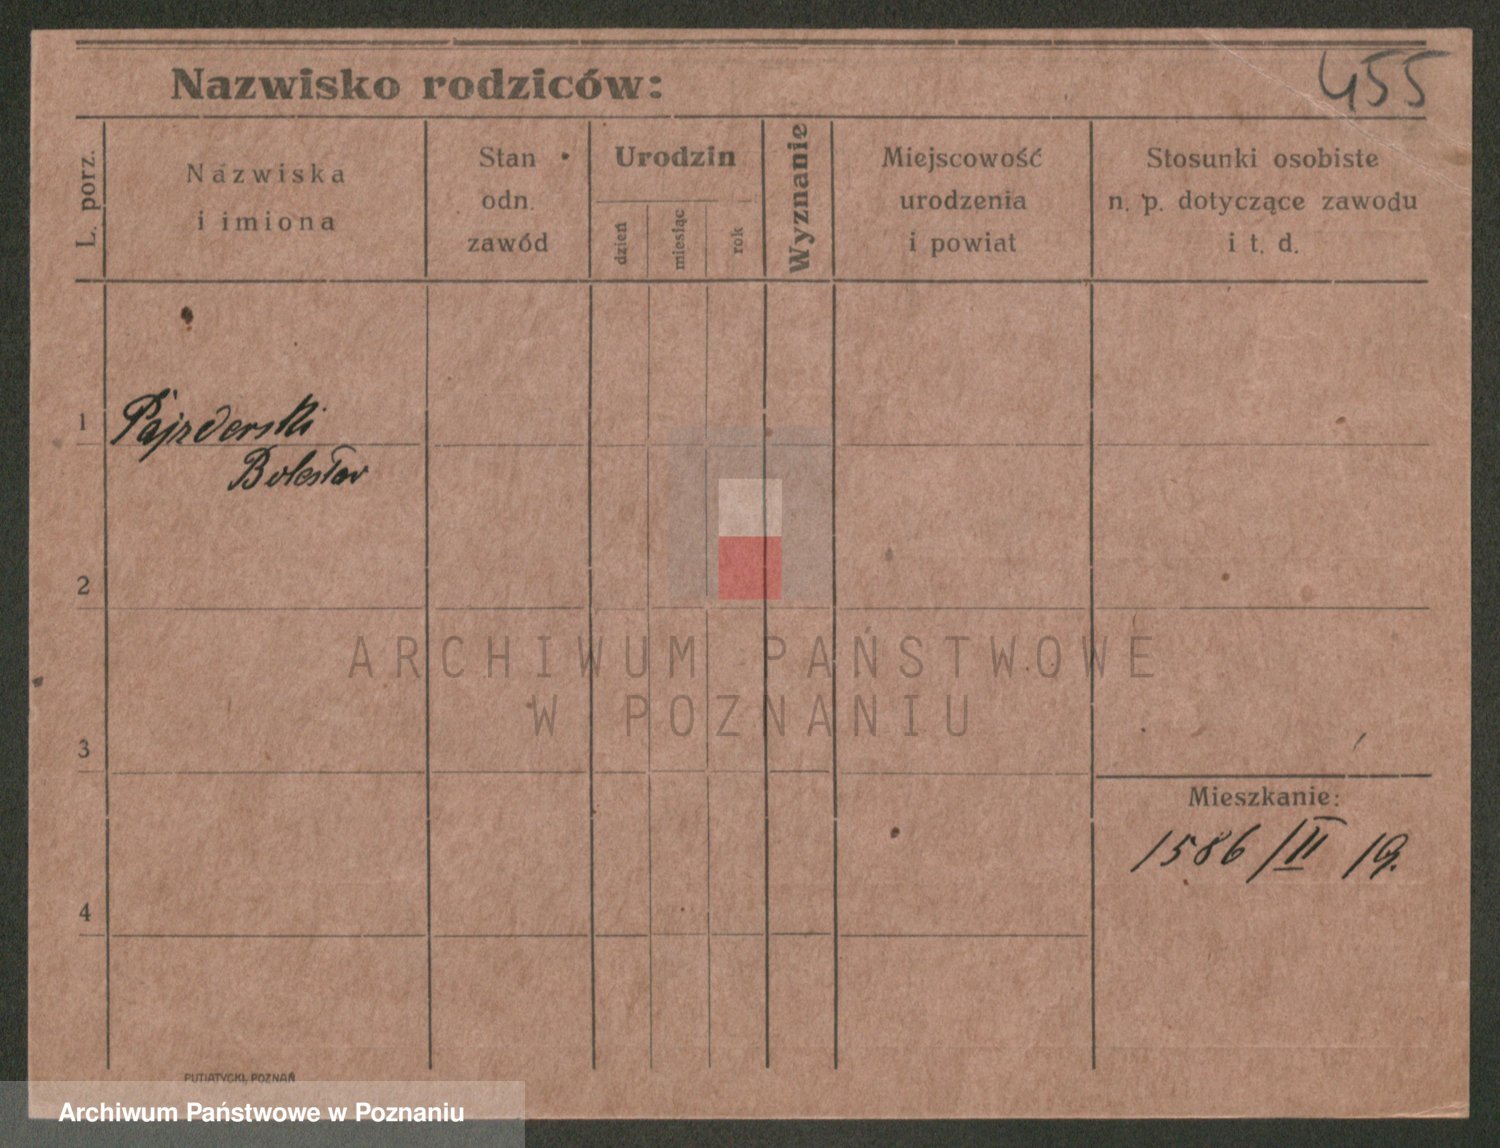 Nazwisko rodziców:
455
L. porz.
Nazwiska
i imiona
Stan
odn.
zawód
Urodzin
dzień
miesiąc
rok
Wyznanie
Miejscowość
urodzenia
i powiat
Stosunki osobiste
n. p. dotyczące zawodu
i t. d.
1 Pajzderski
Bolesław
2
ARCHIWUM PAŃSTWOWE
W POZNANIU
3
Mieszkanie:
1586/II 19.
4
PUTIATYCKI, POZNAŃ
Archiwum Państwowe w Poznaniu